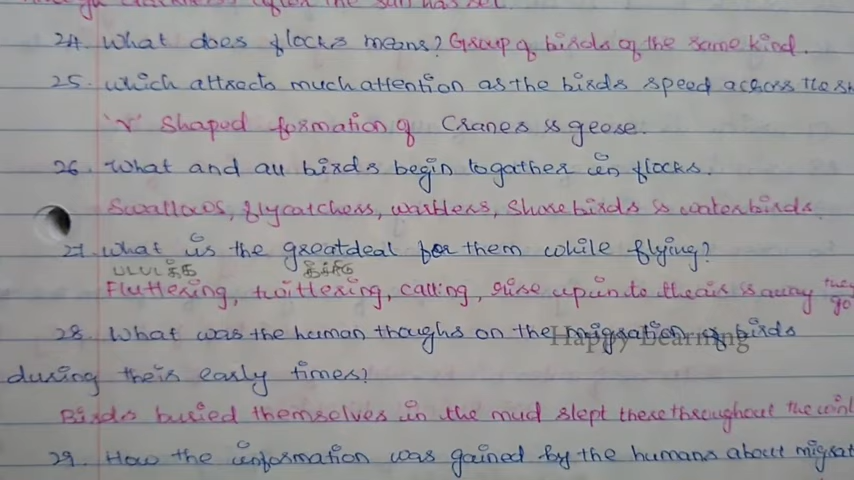 24. What does flocks means? Group of birds of the same kind.
25. which attracts much attention as the birds speed across the
'V' shaped formation of Cranes & geese.
26. What and all birds begin to gather in flocks.
Swallows, flycatchers, warblers, shore birds & water birds
27. What is the great deal for them while flying?
Fluttering, twittering, calling, rise up into the air & away they go
28. What was the human thoughs on the migration of birds
Happy Learning
during their early times?
Birds buried themselves in the mud slept there throughout the
29. How the information was gained by the humans about